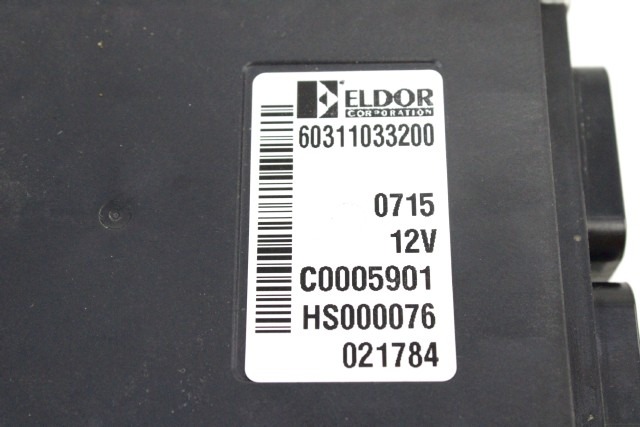 ELDOR
CORPORATION
60311033200
0715
12V
C0005901
HS000076
021784